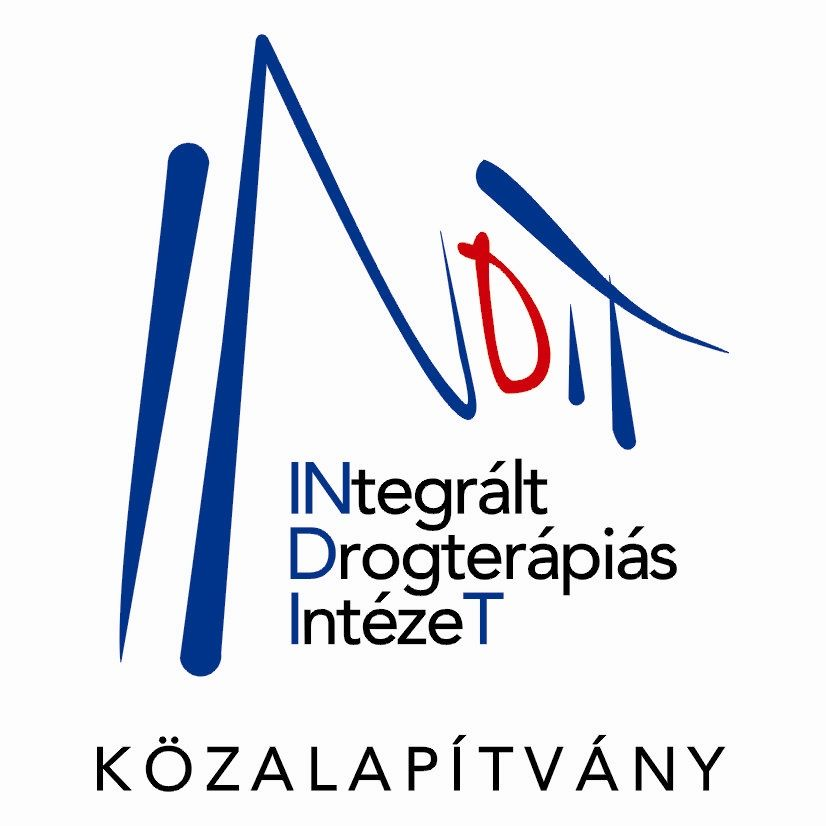 INDIT
INtegrált
Drogterápiás
IntézeT
KÖZALAPÍTVÁNY